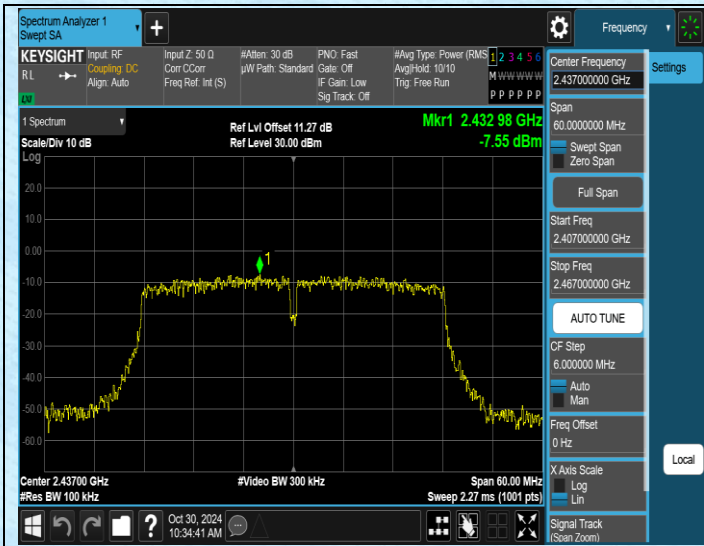 Spectrum Analyzer 1
Swept SA
+
Frequency
KEYSIGHT
RL
LXI
Input: RF
Coupling: DC
Align: Auto
Input Z: 50 Ω
Corr CCorr
Freq Ref: Int (S)
#Atten: 30 dB
µW Path: Standard
PNO: Fast
Gate: Off
IF Gain: Low
Sig Track: Off
#Avg Type: Power (RMS
Avg|Hold: 10/10
Trig: Free Run
1 2 3 4 5 6
M W W W W W
P P P P P P
1 Spectrum
Scale/Div 10 dB
Ref Lvl Offset 11.27 dB
Ref Level 30.00 dBm
Mkr1 2.432 98 GHz
-7.55 dBm
Log
20.0
10.0
0.00
-10.0
-20.0
-30.0
-40.0
-50.0
-60.0
1
Center 2.43700 GHz
#Res BW 100 kHz
#Video BW 300 kHz
Span 60.00 MHz
Sweep 2.27 ms (1001 pts)
Center Frequency
2.437000000 GHz
Settings
Span
60.0000000 MHz
Swept Span
Zero Span
Full Span
Start Freq
2.407000000 GHz
Stop Freq
2.467000000 GHz
AUTO TUNE
CF Step
6.000000 MHz
Auto
Man
Freq Offset
0 Hz
Local
X Axis Scale
Log
Lin
Signal Track
(Span Zoom)
?
Oct 30, 2024
10:34:41 AM